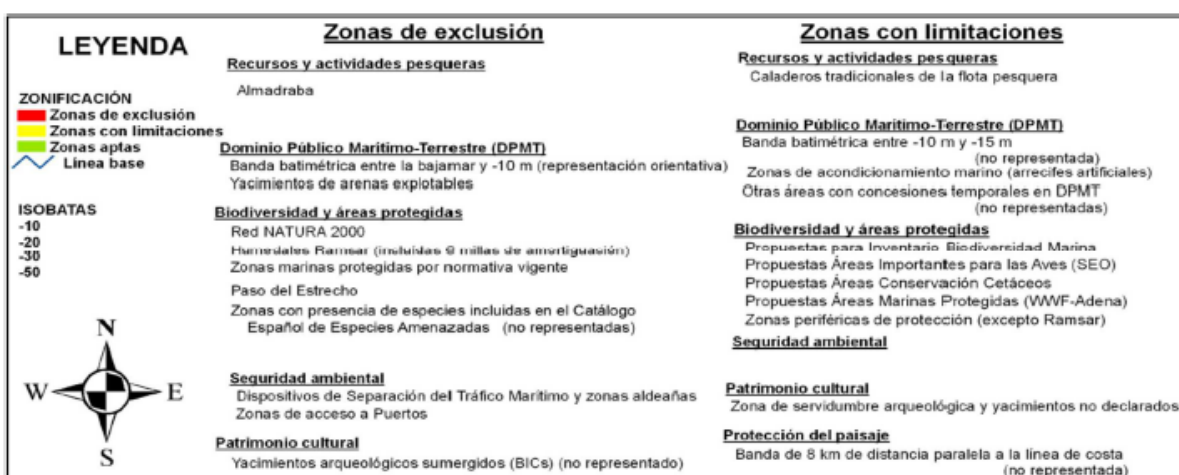 LEYENDA
ZONIFICACIÓN
Zonas de exclusión
Zonas con limitaciones
Zonas aptas
Línea base
ISOBATAS
-10
-20
-30
-50
N
W
E
S
Zonas de exclusión
Recursos y actividades pesqueras
Almadraba
Dominio Público Marítimo-Terrestre (DPMT)
Banda batimétrica entre la bajamar y -10 m (representación orientativa)
Yacimientos de arenas explotables
Biodiversidad y áreas protegidas
Red NATURA 2000
Humedales Ramsar (incluidas 6 millas de amortiguación)
Zonas marinas protegidas por normativa vigente
Paso del Estrecho
Zonas con presencia de especies incluidas en el Catálogo
Español de Especies Amenazadas (no representadas)
Seguridad ambiental
Dispositivos de Separación del Tráfico Marítimo y zonas aldeañas
Zonas de acceso a Puertos
Patrimonio cultural
Yacimientos arqueológicos sumergidos (BICs) (no representado)
Zonas con limitaciones
Recursos y actividades pesqueras
Caladeros tradicionales de la flota pesquera
Dominio Público Marítimo-Terrestre (DPMT)
Banda batimétrica entre -10 m y -15 m
(no representada)
Zonas de acondicionamiento marino (arrecifes artificiales)
Otras áreas con concesiones temporales en DPMT
(no representadas)
Biodiversidad y áreas protegidas
Propuestas para Inventario Biodiversidad Marina
Propuestas Áreas Importantes para las Aves (SEO)
Propuestas Áreas Conservación Cetáceos
Propuestas Áreas Marinas Protegidas (WWF-Adena)
Zonas periféricas de protección (excepto Ramsar)
Seguridad ambiental
Patrimonio cultural
Zona de servidumbre arqueológica y yacimientos no declarados
Protección del paisaje
Banda de 8 km de distancia paralela a la línea de costa
(no representada)